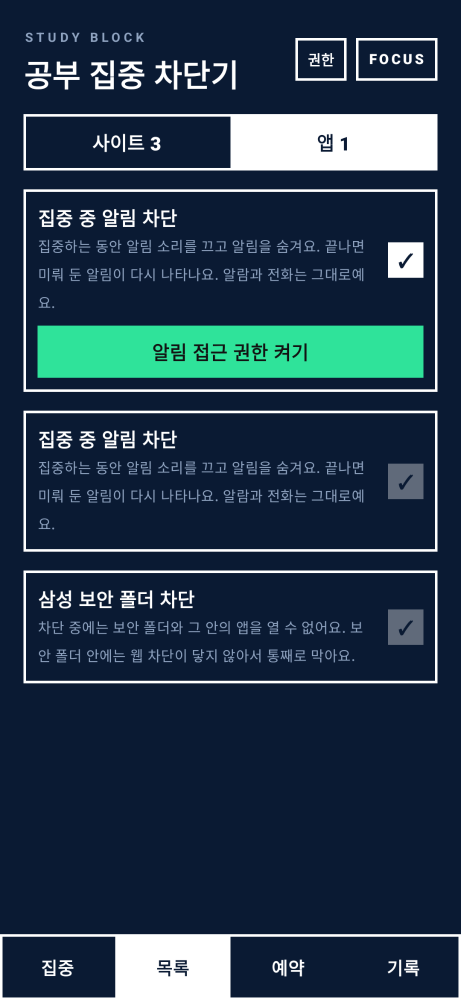 STUDY BLOCK
공부 집중 차단기
권한
FOCUS
사이트 3
앱 1
집중 중 알림 차단
집중하는 동안 알림 소리를 끄고 알림을 숨겨요. 끝나면
미뤄 둔 알림이 다시 나타나요. 알람과 전화는 그대로예
요.
✓
알림 접근 권한 켜기
집중 중 알림 차단
집중하는 동안 알림 소리를 끄고 알림을 숨겨요. 끝나면
미뤄 둔 알림이 다시 나타나요. 알람과 전화는 그대로예
요.
✓
삼성 보안 폴더 차단
차단 중에는 보안 폴더와 그 안의 앱을 열 수 없어요. 보
안 폴더 안에는 웹 차단이 닿지 않아서 통째로 막아요.
✓
집중
목록
예약
기록